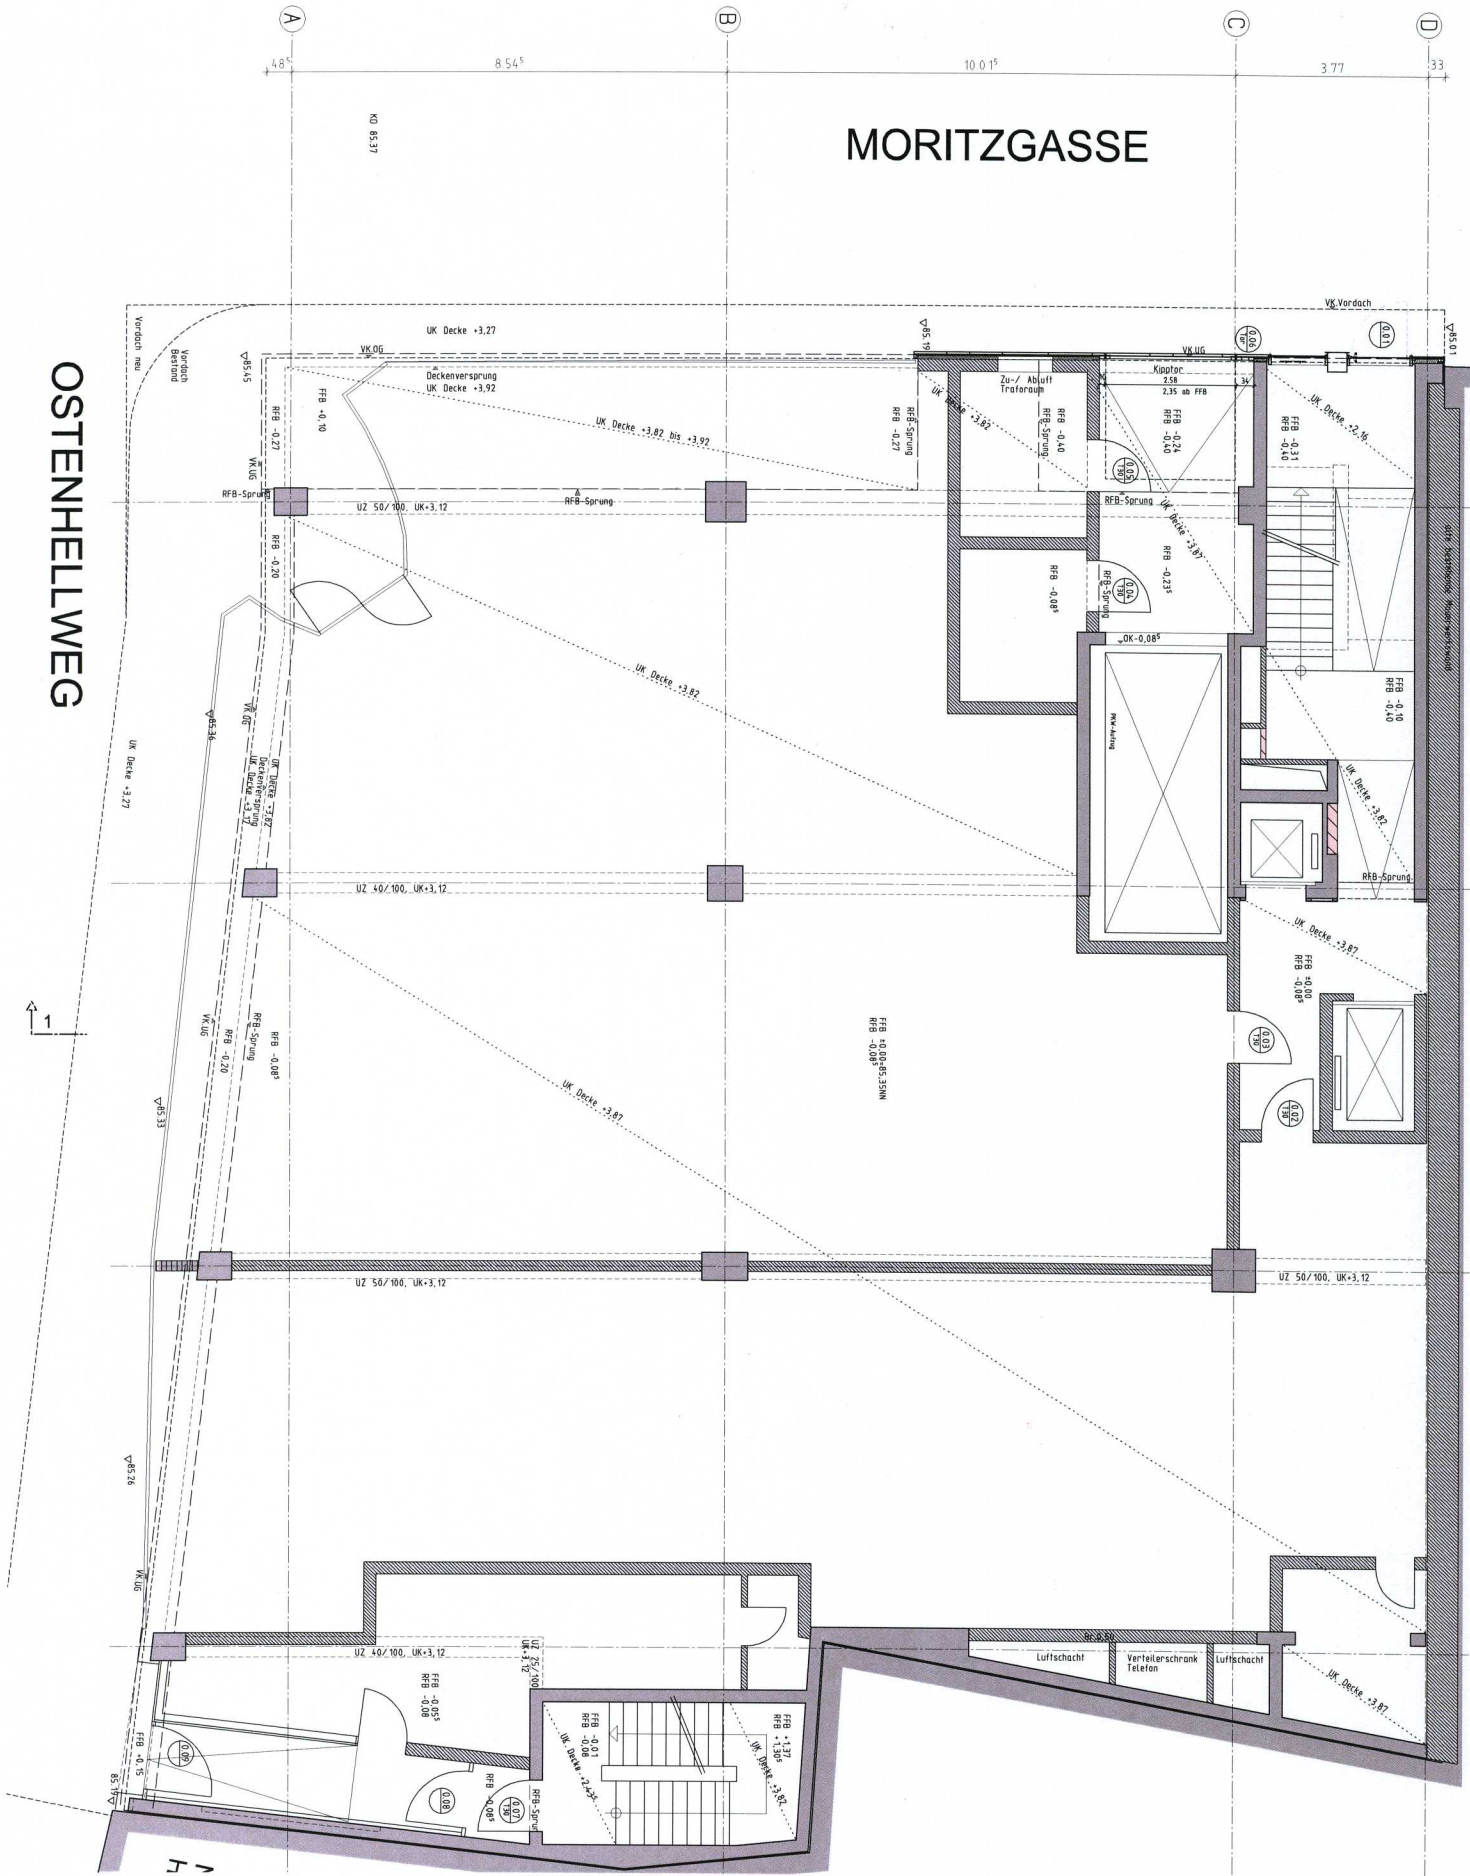 A
B
C
D
48⁵
8.54⁵
10.01⁵
3.77
33
KD 85.37
MORITZGASSE
OSTENHELLWEG
VK.Vordach
Vordach neu
Vordach
Bestand
UK Decke +3,27
85.19
85.01
85.45
VK.OG
VK.UG
0.06
Tor
0.01
Deckenversprung
UK Decke +3,92
FFB +0,10
RFB -0,27
UK Decke +3,82 bis +3,92
RFB-Sprung
RFB -0,27
UK Decke +3,82
Zu-/ Abluft
Traforaum
RFB -0,40
RFB-Sprung
Kipptor
2.58
34
2,35 ab FFB
FFB -0,24
RFB -0,40
UK Decke +2,16
FFB -0,31
RFB -0,40
VK.UG
RFB-Sprung
UZ 50/100, UK+3,12
RFB-Sprung
0.05
T30
RFB-Sprung
UK Decke +3,87
RFB -0,20
RFB -0,08⁵
RFB-Sprung
0.04
T30
RFB -0,23⁵
OK-0,08⁵
UK Decke +3,82
PKW-Aufzug
FFB -0,10
RFB -0,40
85.36
VK.OG
UK Decke +3,27
UK Decke +3,82
Deckenversprung
UK Decke +3,17
UK Decke +3,82
RFB-Sprung
UZ 40/100, UK+3,12
UK Decke +3,87
FFB ±0,00
RFB -0,08⁵
1
VK.UG
RFB -0,20
RFB-Sprung
RFB -0,08⁵
FFB ±0,00=85.35NN
RFB -0,08⁵
0.03
T30
85.33
UK Decke +3,87
0.02
T30
UZ 50/100, UK+3,12
UZ 50/100, UK+3,12
85.26
VK.UG
UZ 40/100, UK+3,12
UZ 25/100
UK+3,12
Luftschacht
Verteilerschrank
Telefon
Luftschacht
UK Decke +3,87
FFB -0,05⁵
RFB -0,08
FFB -0,01
RFB -0,08
UK Decke +2,43⁵
FFB +1,37
RFB +1,30⁵
UK Decke +3,82
FFB +0,15
0.09
85.19
0.08
RFB -0,08⁵
0.07
T30
RFB-Sprun